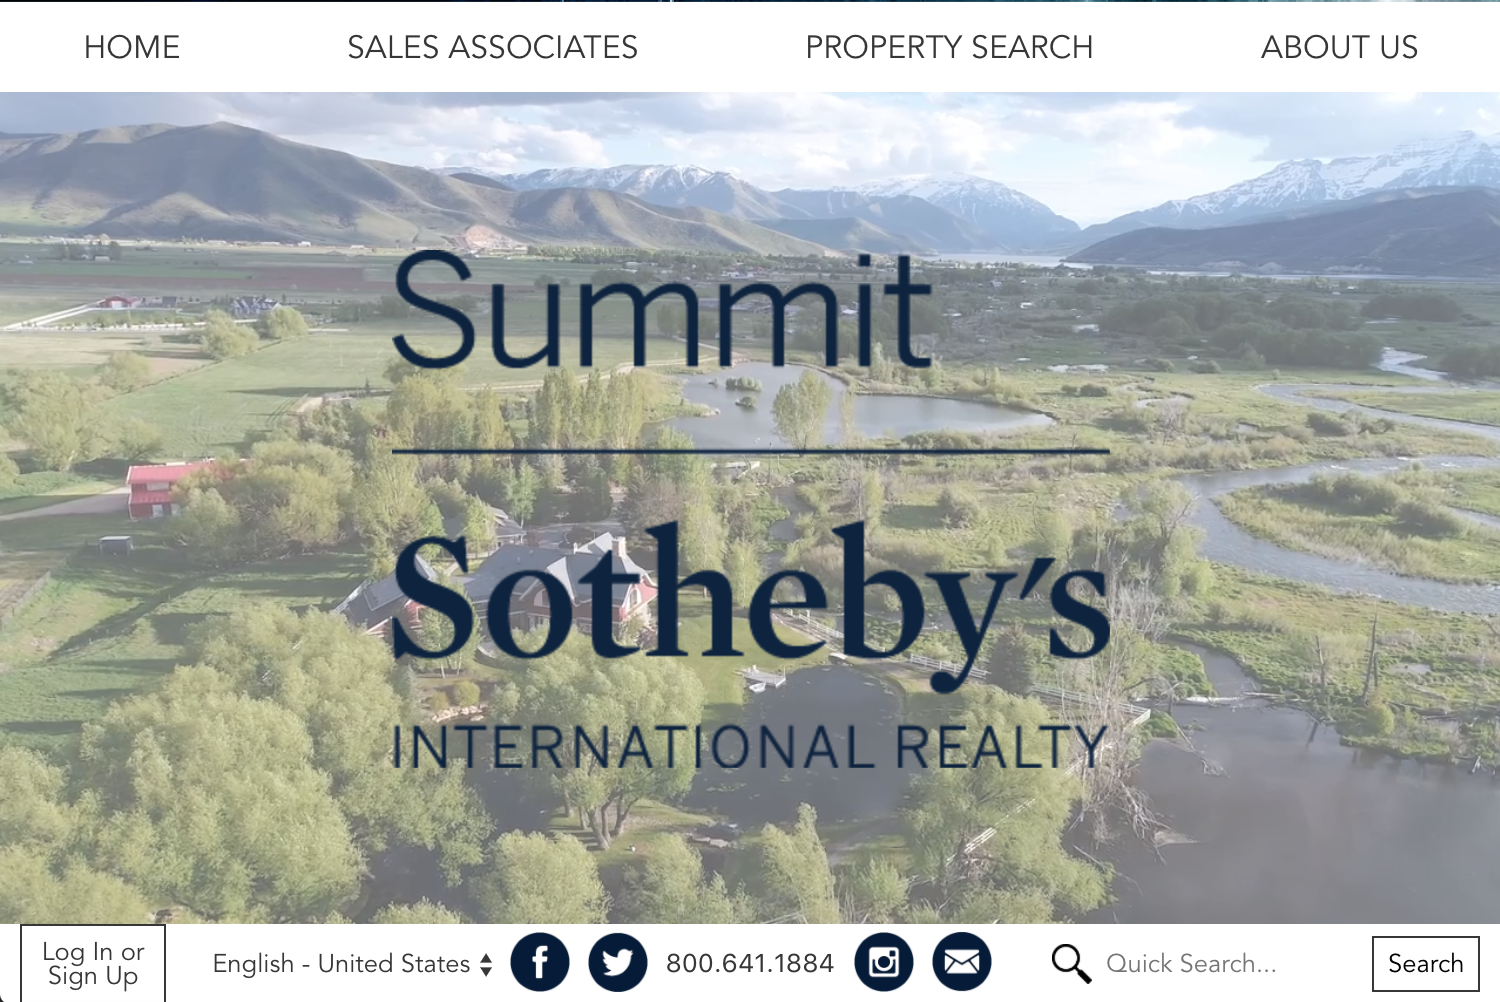 HOME SALES ASSOCIATES PROPERTY SEARCH ABOUT US
Summit
Sotheby's
INTERNATIONAL REALTY
Log In or
Sign Up
English - United States
800.641.1884
Quick Search...
Search